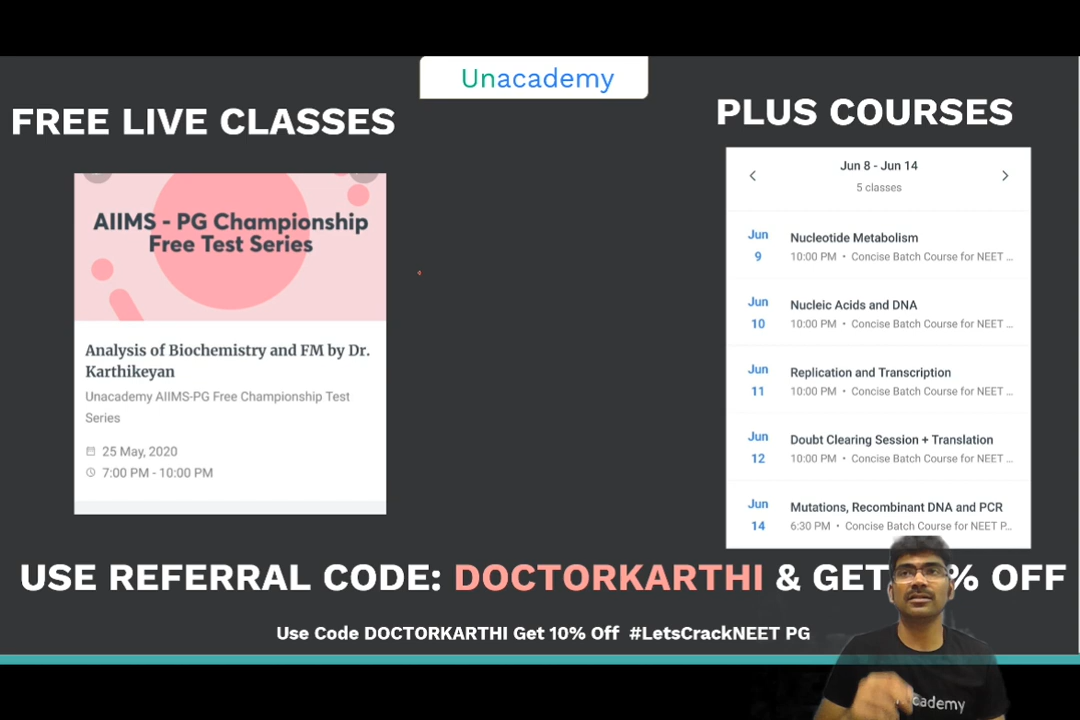 Unacademy
FREE LIVE CLASSES
AIIMS - PG Championship
Free Test Series
Analysis of Biochemistry and FM by Dr.
Karthikeyan
Unacademy AIIMS-PG Free Championship Test
Series
25 May, 2020
7:00 PM - 10:00 PM
PLUS COURSES
Jun 8 - Jun 14
5 classes
Jun 9
Nucleotide Metabolism
10:00 PM • Concise Batch Course for NEET ...
Jun 10
Nucleic Acids and DNA
10:00 PM • Concise Batch Course for NEET ...
Jun 11
Replication and Transcription
10:00 PM • Concise Batch Course for NEET ...
Jun 12
Doubt Clearing Session + Translation
10:00 PM • Concise Batch Course for NEET ...
Jun 14
Mutations, Recombinant DNA and PCR
6:30 PM • Concise Batch Course for NEET P...
USE REFERRAL CODE: DOCTORKARTHI & GET % OFF
Use Code DOCTORKARTHI Get 10% Off #LetsCrackNEET PG